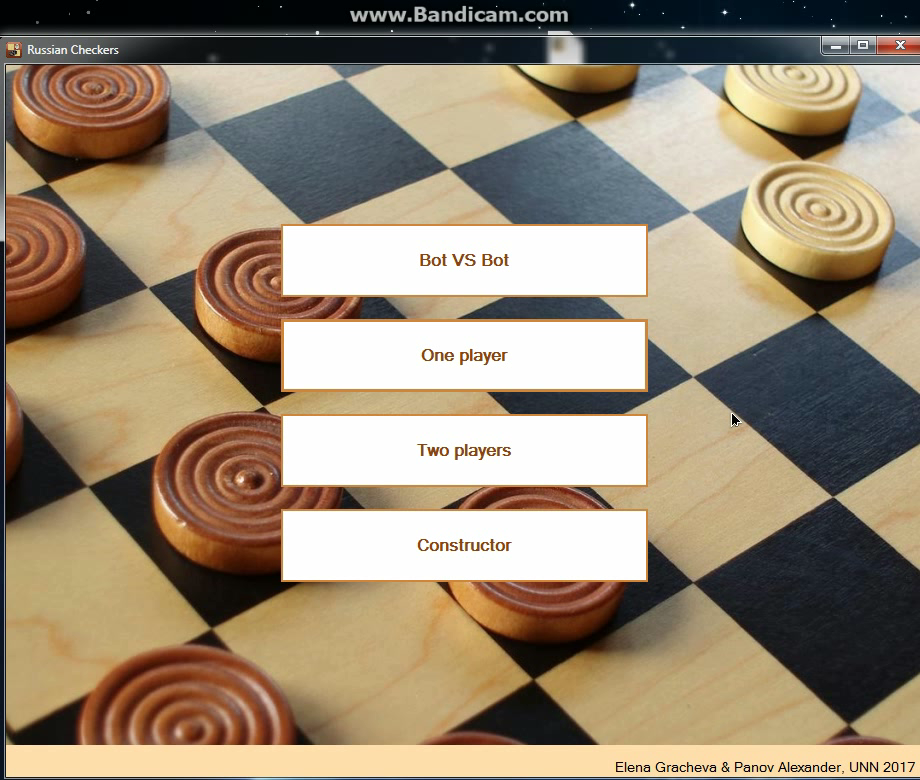 www.Bandicam.com
Russian Checkers
Bot VS Bot
One player
Two players
Constructor
Elena Gracheva & Panov Alexander, UNN 2017